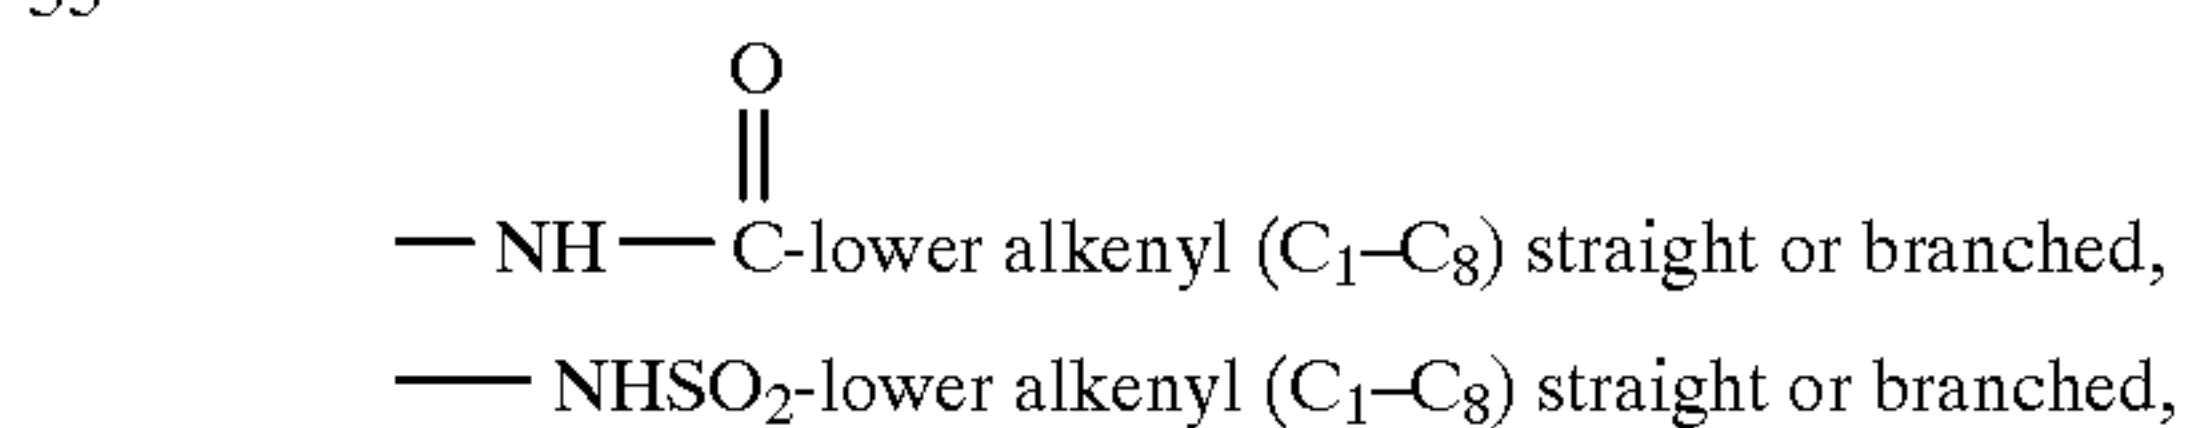 O
—NH—C-lower alkenyl (C₁–C₈) straight or branched,
—NHSO₂-lower alkenyl (C₁–C₈) straight or branched,